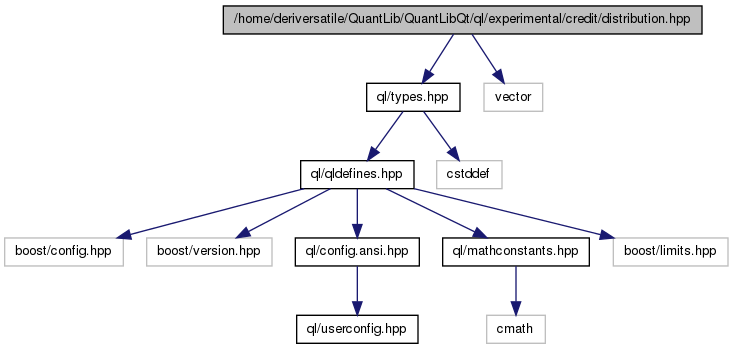 /home/deriversatile/QuantLib/QuantLibQt/ql/experimental/credit/distribution.hpp
ql/types.hpp
vector
ql/qldefines.hpp
cstddef
boost/config.hpp
boost/version.hpp
ql/config.ansi.hpp
ql/mathconstants.hpp
boost/limits.hpp
ql/userconfig.hpp
cmath